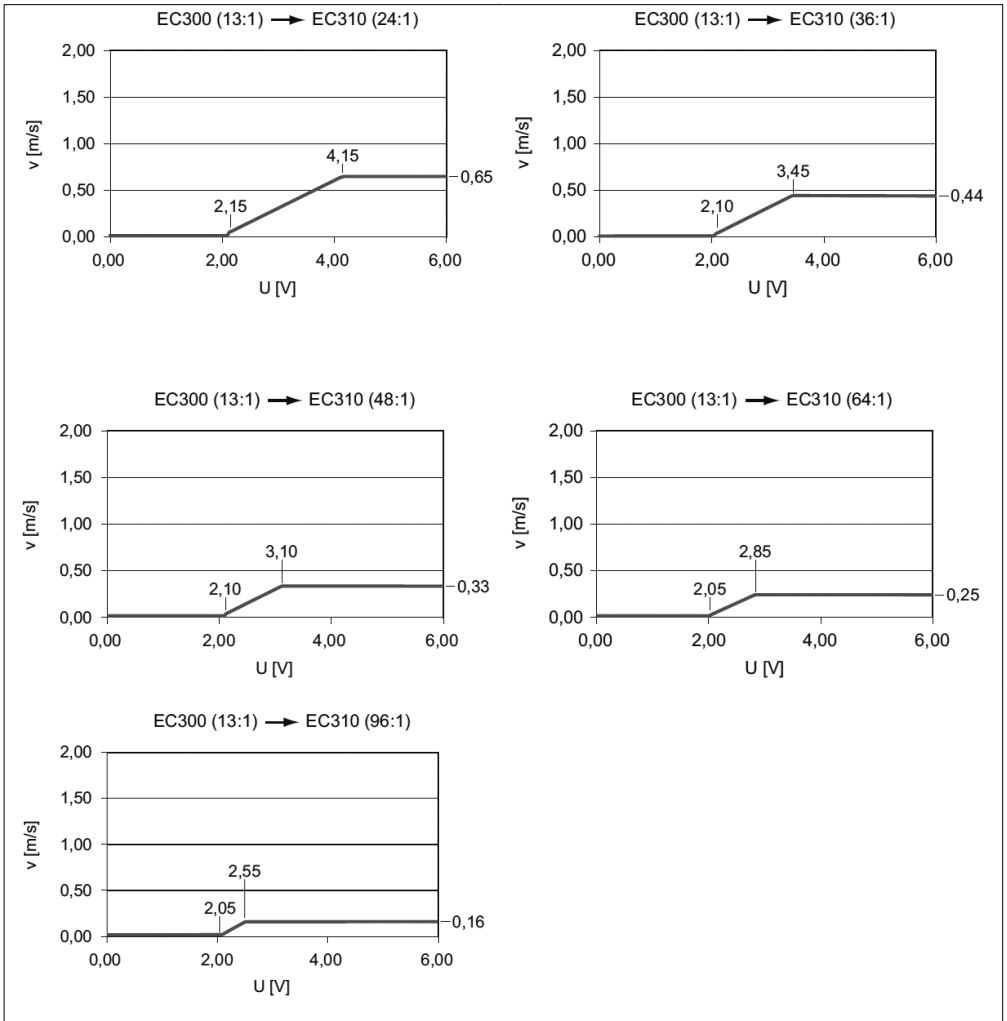 EC300 (13:1) → EC310 (24:1)
2,00
1,50
1,00
0,50
0,00
v [m/s]
2,15
4,15
0,65
0,00 2,00 4,00 6,00
U [V]
EC300 (13:1) → EC310 (36:1)
2,00
1,50
1,00
0,50
0,00
v [m/s]
2,10
3,45
0,44
0,00 2,00 4,00 6,00
U [V]
EC300 (13:1) → EC310 (48:1)
2,00
1,50
1,00
0,50
0,00
v [m/s]
2,10
3,10
0,33
0,00 2,00 4,00 6,00
U [V]
EC300 (13:1) → EC310 (64:1)
2,00
1,50
1,00
0,50
0,00
v [m/s]
2,05
2,85
0,25
0,00 2,00 4,00 6,00
U [V]
EC300 (13:1) → EC310 (96:1)
2,00
1,50
1,00
0,50
0,00
v [m/s]
2,05
2,55
0,16
0,00 2,00 4,00 6,00
U [V]